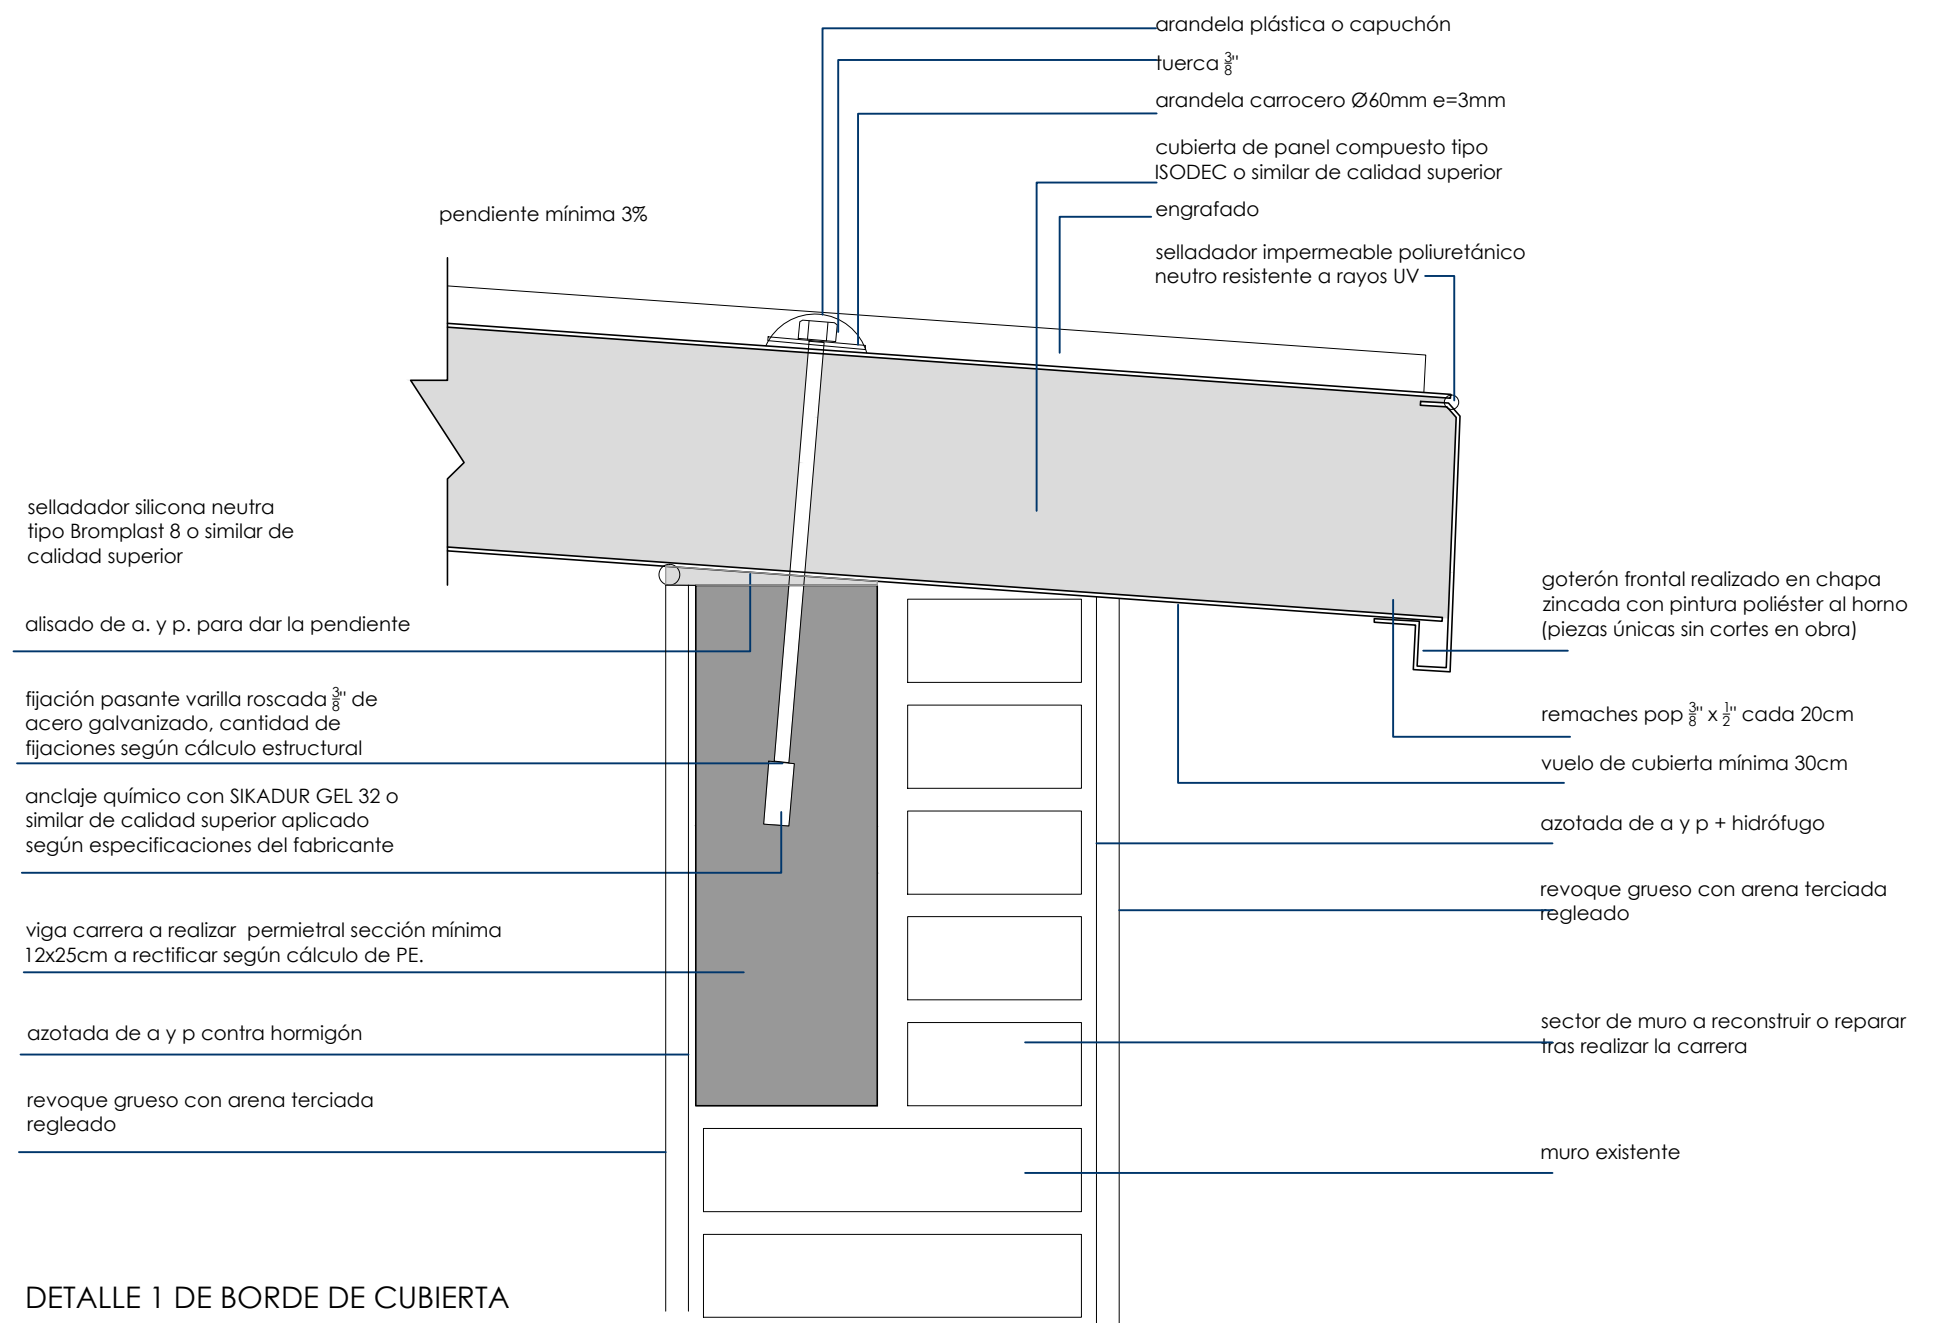 arandela plástica o capuchón
tuerca 3/8"
arandela carrocero Ø60mm e=3mm
cubierta de panel compuesto tipo
ISODEC o similar de calidad superior
pendiente mínima 3%
engrafado
selladador impermeable poliuretánico
neutro resistente a rayos UV
selladador silicona neutra
tipo Bromplast 8 o similar de
calidad superior
alisado de a. y p. para dar la pendiente
fijación pasante varilla roscada 3/8" de
acero galvanizado, cantidad de
fijaciones según cálculo estructural
anclaje químico con SIKADUR GEL 32 o
similar de calidad superior aplicado
según especificaciones del fabricante
viga carrera a realizar  permietral sección mínima
12x25cm a rectificar según cálculo de PE.
azotada de a y p contra hormigón
revoque grueso con arena terciada
regleado
goterón frontal realizado en chapa
zincada con pintura poliéster al horno
(piezas únicas sin cortes en obra)
remaches pop 3/8" x 1/2" cada 20cm
vuelo de cubierta mínima 30cm
azotada de a y p + hidrófugo
revoque grueso con arena terciada
regleado
sector de muro a reconstruir o reparar
tras realizar la carrera
muro existente
DETALLE 1 DE BORDE DE CUBIERTA